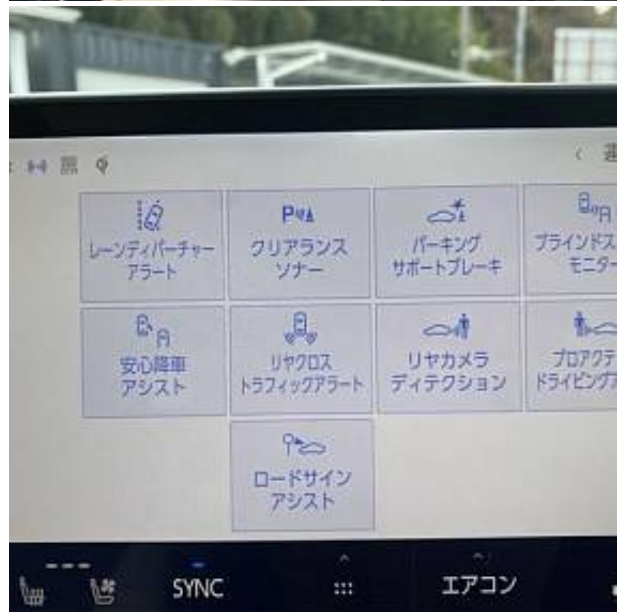 レーンディパーチャー
アラート
クリアランス
ソナー
パーキング
サポートブレーキ
ブラインドス
モニター
安心降車
アシスト
リヤクロス
トラフィックアラート
リヤカメラ
ディテクション
プロアクテ
ドライビングア
ロードサイン
アシスト
SYNC
エアコン